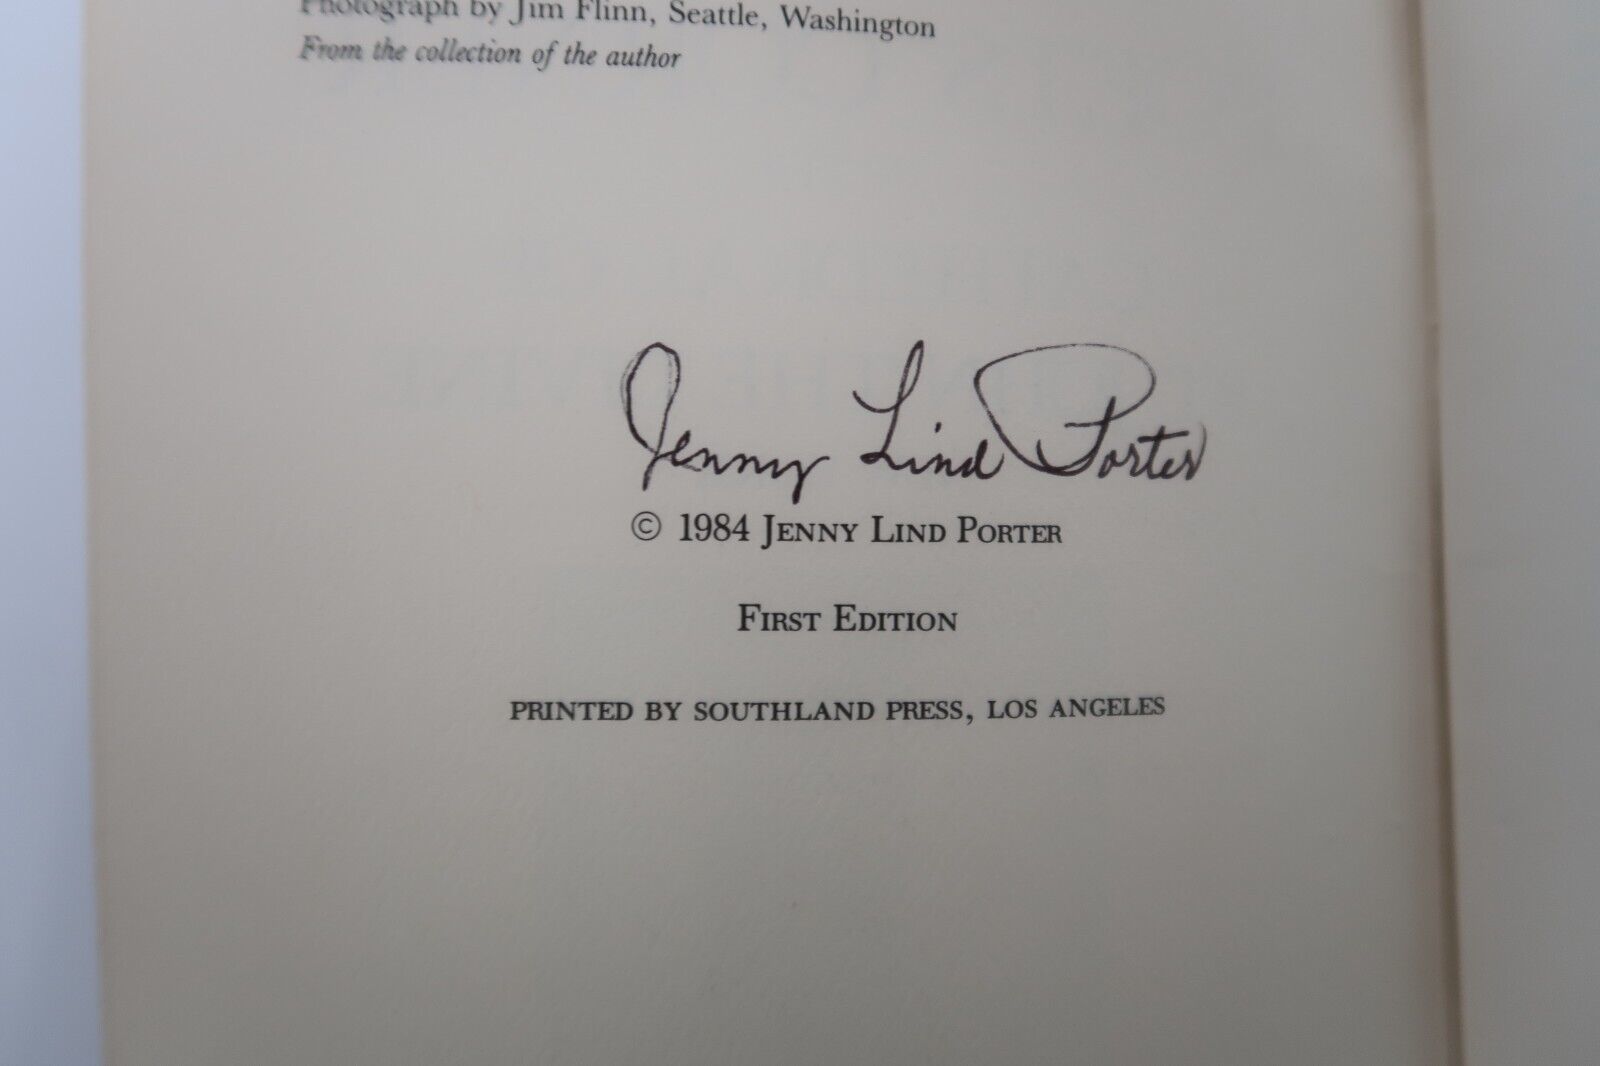 Photograph by Jim Flinn, Seattle, Washington
From the collection of the author
Jenny Lind Porter
© 1984 JENNY LIND PORTER
FIRST EDITION
PRINTED BY SOUTHLAND PRESS, LOS ANGELES